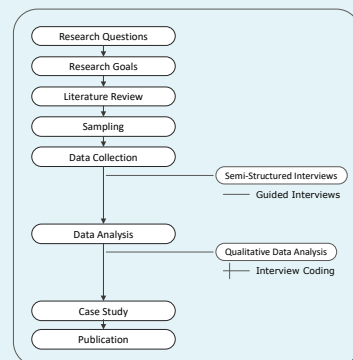 Research Questions
Research Goals
Literature Review
Sampling
Data Collection
Semi-Structured Interviews
Guided Interviews
Data Analysis
Qualitative Data Analysis
Interview Coding
Case Study
Publication